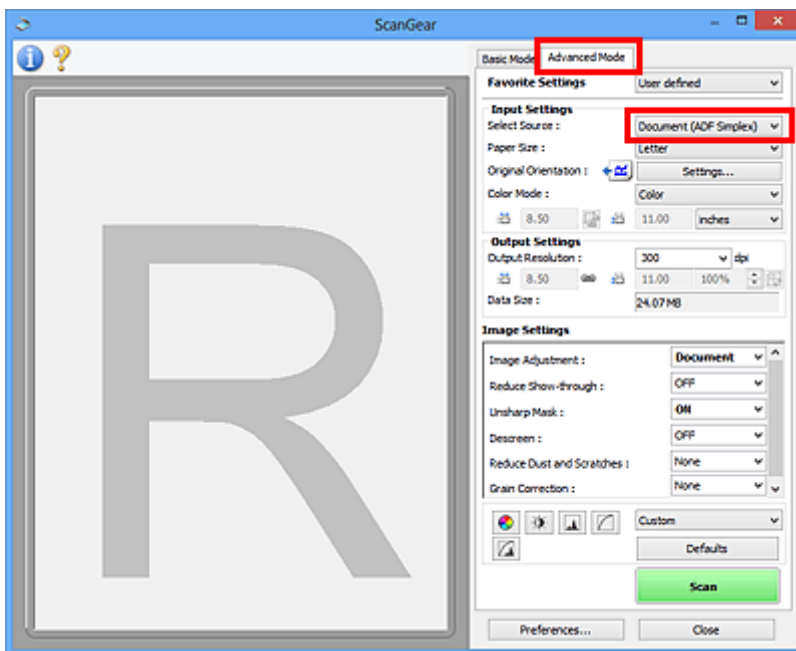 ScanGear
Basic Mode Advanced Mode
Favorite Settings User defined
Input Settings
Select Source : Document (ADF Simplex)
Paper Size : Letter
Original Orientation : Settings...
Color Mode : Color
8.50 11.00 inches
Output Settings
Output Resolution : 300 dpi
8.50 11.00 100%
Data Size : 24.07 MB
Image Settings
Image Adjustment : Document
Reduce Show-through : OFF
Unsharp Mask : ON
Descreen : OFF
Reduce Dust and Scratches : None
Grain Correction : None
Custom
Defaults
Scan
Preferences... Close
R